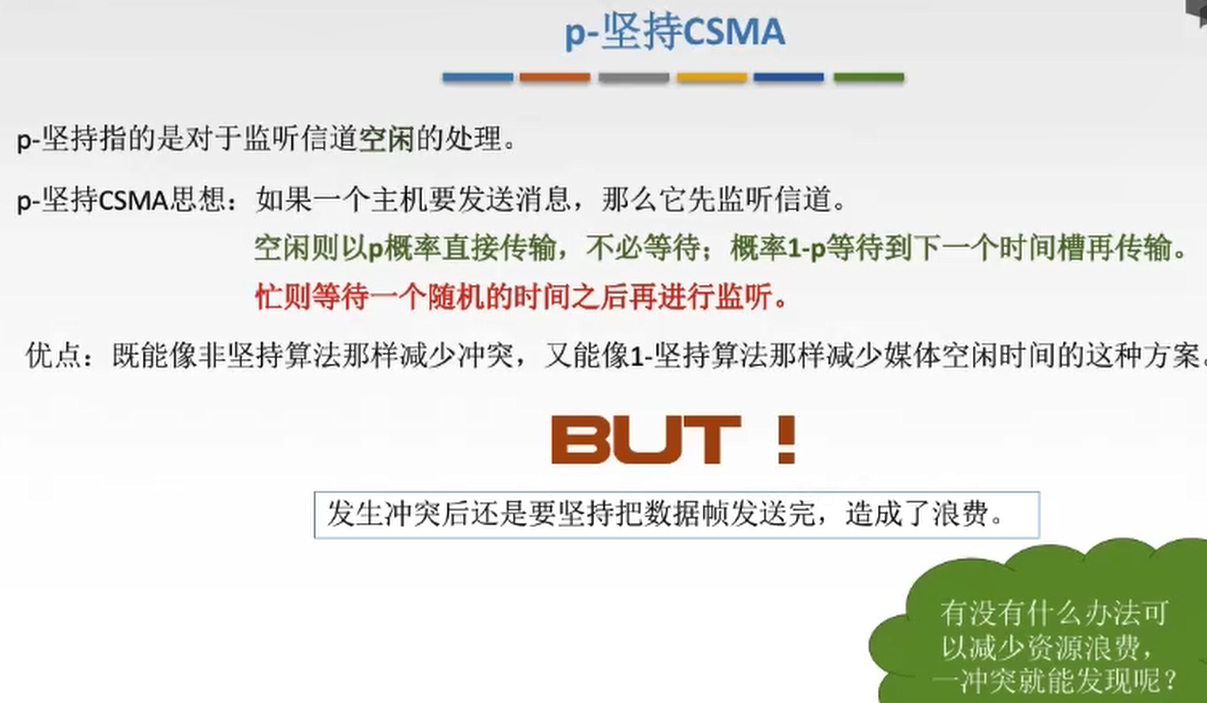 p-坚持CSMA
p-坚持指的是对于监听信道空闲的处理。
p-坚持CSMA思想：如果一个主机要发送消息，那么它先监听信道。
空闲则以p概率直接传输，不必等待；概率1-p等待到下一个时间槽再传输。
忙则等待一个随机的时间之后再进行监听。
优点：既能像非坚持算法那样减少冲突，又能像1-坚持算法那样减少媒体空闲时间的这种方案。
BUT！
发生冲突后还是要坚持把数据帧发送完，造成了浪费。
有没有什么办法可
以减少资源浪费，
一冲突就能发现呢？